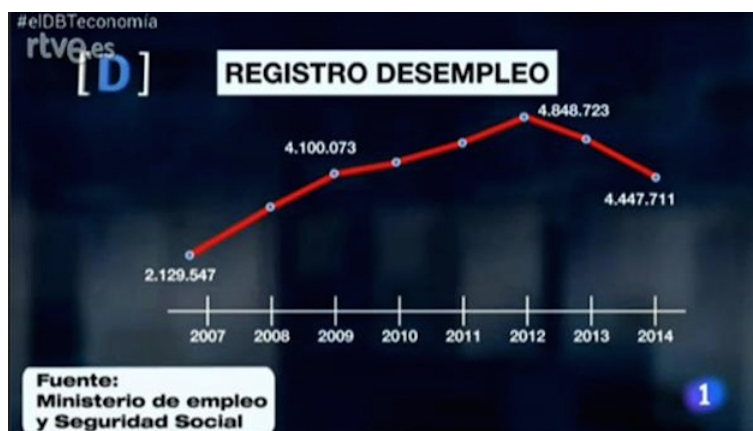 #elDBTeconomía
rtve.es
[D]
REGISTRO DESEMPLEO
4.848.723
4.100.073
4.447.711
2.129.547
2007 2008 2009 2010 2011 2012 2013 2014
Fuente:
Ministerio de empleo
y Seguridad Social
1